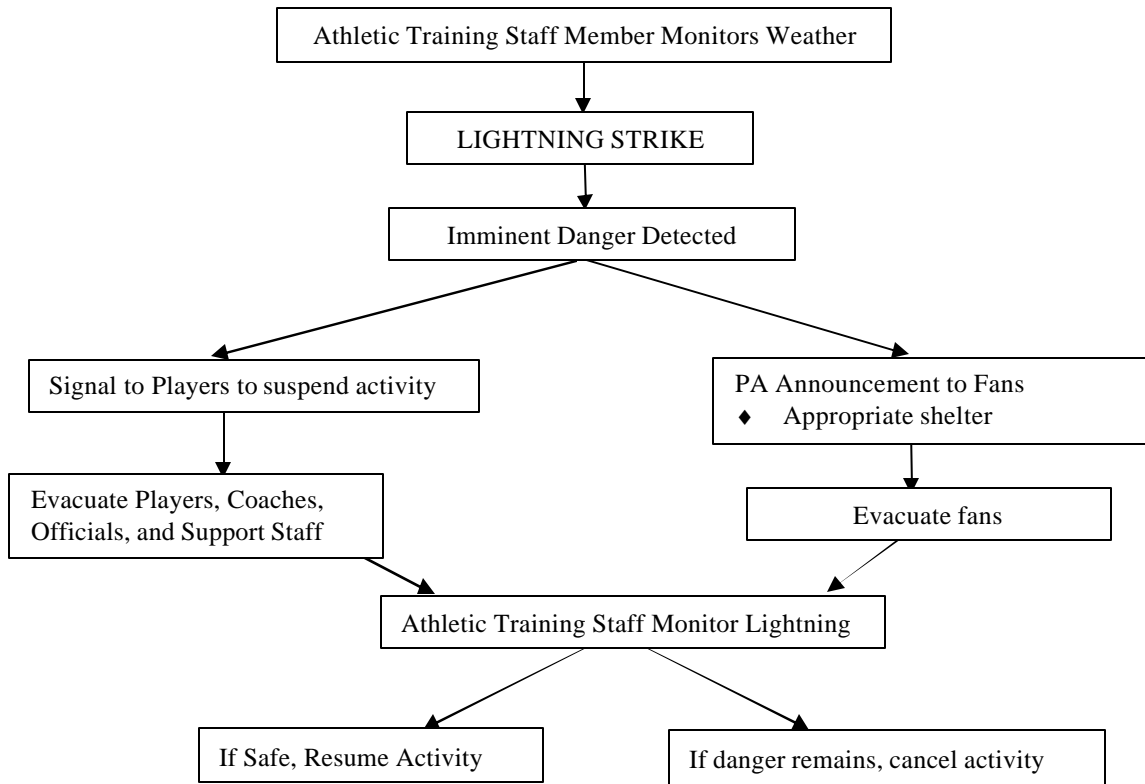 Athletic Training Staff Member Monitors Weather
LIGHTNING STRIKE
Imminent Danger Detected
Signal to Players to suspend activity
PA Announcement to Fans
♦ Appropriate shelter
Evacuate Players, Coaches,
Officials, and Support Staff
Evacuate fans
Athletic Training Staff Monitor Lightning
If Safe, Resume Activity
If danger remains, cancel activity